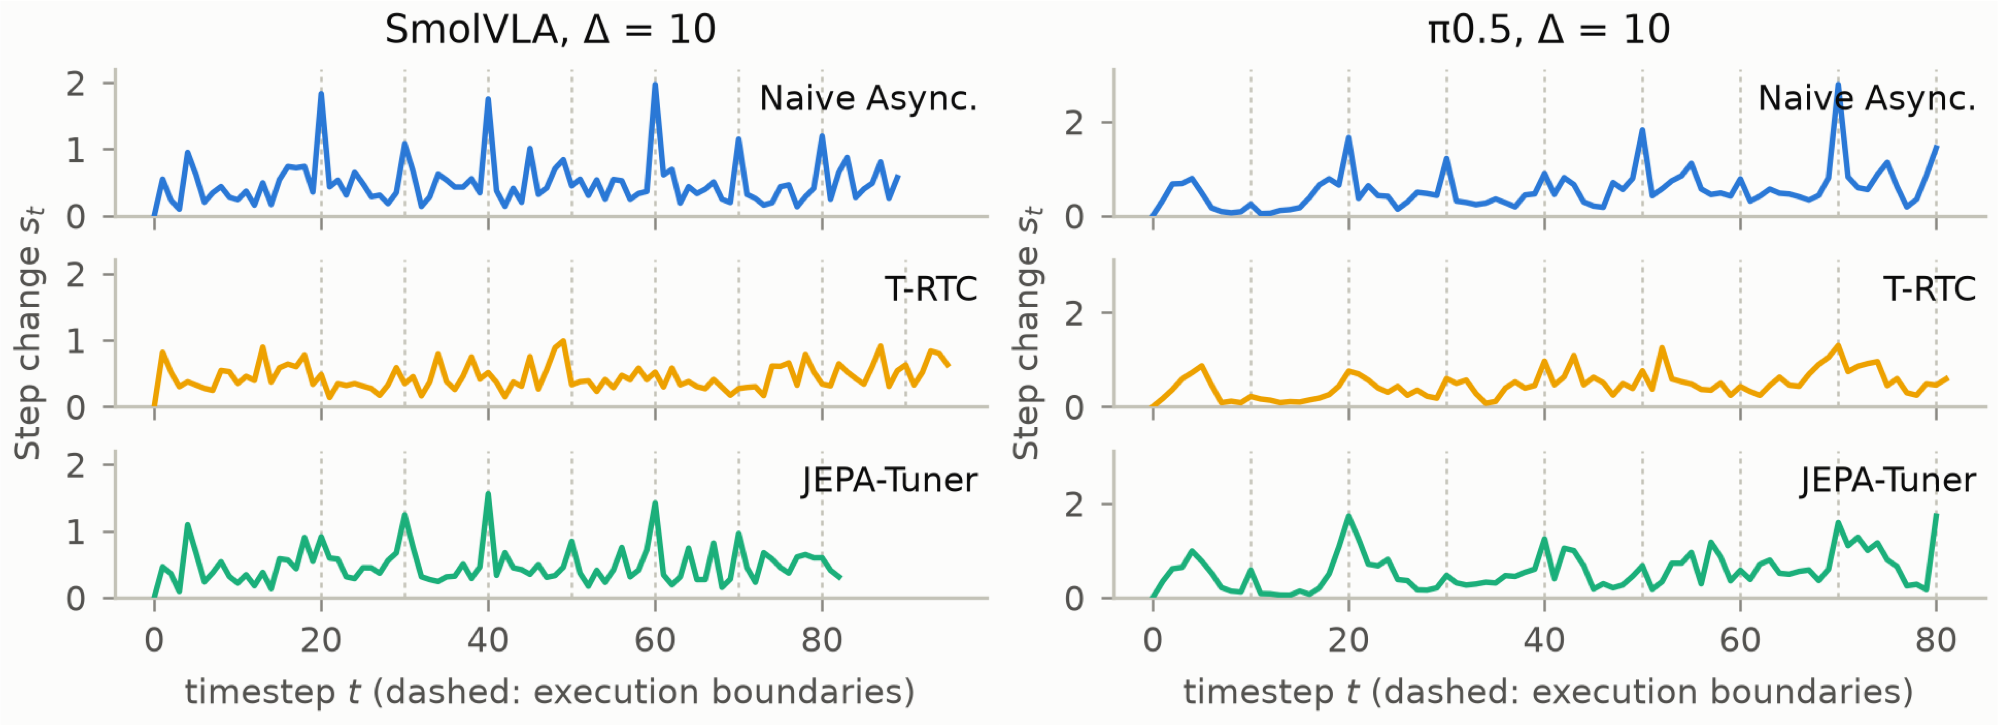 SmolVLA, Δ = 10
π0.5, Δ = 10
Step change s_t
2
1
0
Naive Async.
2
1
0
T-RTC
2
1
0
JEPA-Tuner
0 20 40 60 80
timestep t (dashed: execution boundaries)
Step change s_t
2
0
Naive Async.
2
0
T-RTC
2
0
JEPA-Tuner
0 20 40 60 80
timestep t (dashed: execution boundaries)